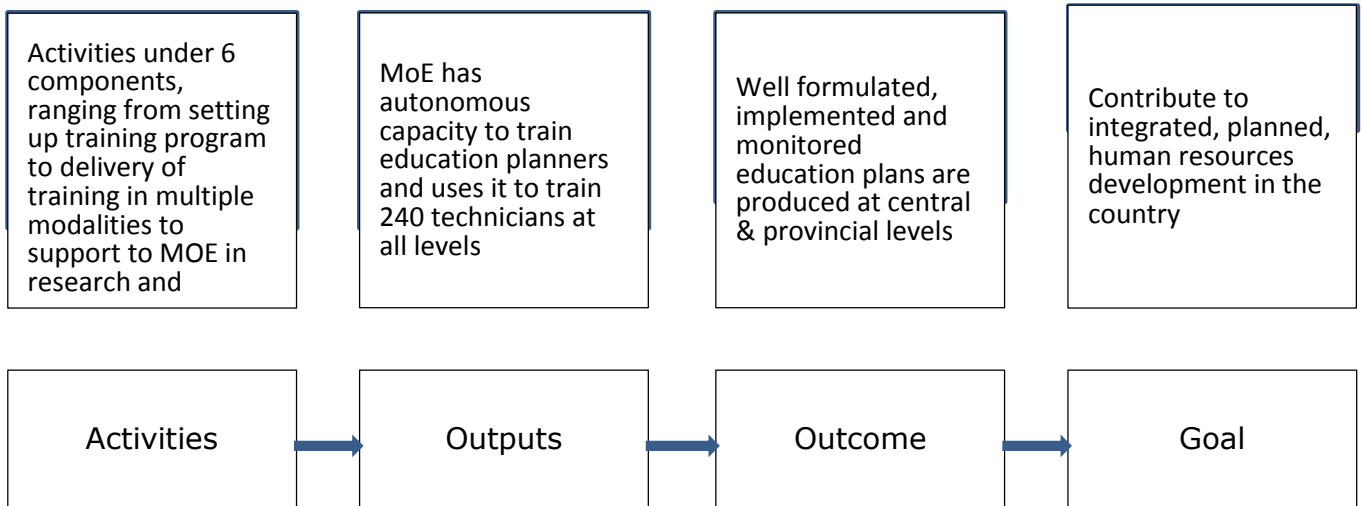 Activities under 6
components,
ranging from setting
up training program
to delivery of
training in multiple
modalities to
support to MOE in
research and
MoE has
autonomous
capacity to train
education planners
and uses it to train
240 technicians at
all levels
Well formulated,
implemented and
monitored
education plans are
produced at central
& provincial levels
Contribute to
integrated, planned,
human resources
development in the
country
Activities
Outputs
Outcome
Goal